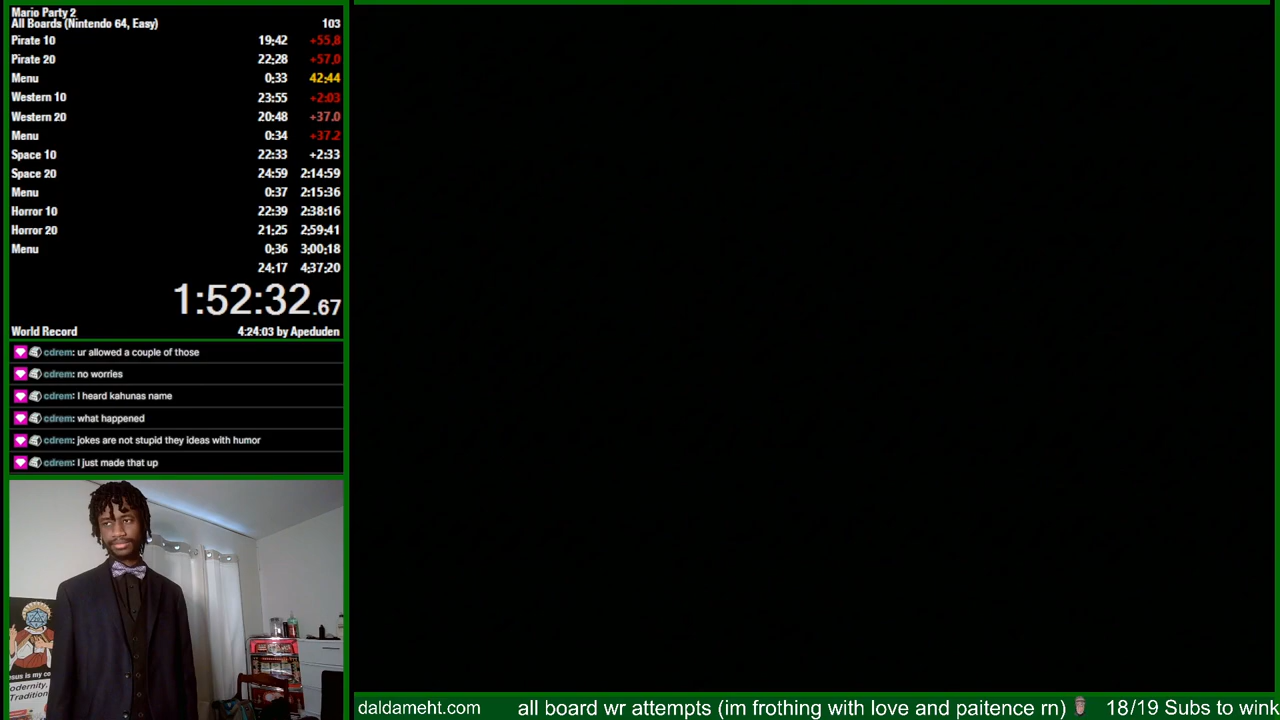 Mario Party 2
All Boards (Nintendo 64, Easy) 103
Pirate 10 19:42 +55.8
Pirate 20 22:28 +57.0
Menu 0:33 42:44
Western 10 23:55 +2:03
Western 20 20:48 +37.0
Menu 0:34 +37.2
Space 10 22:33 +2:33
Space 20 24:59 2:14:59
Menu 0:37 2:15:36
Horror 10 22:39 2:38:16
Horror 20 21:25 2:59:41
Menu 0:36 3:00:18
24:17 4:37:20
1:52:32.67
World Record 4:24:03 by Apeduden
cdrem: ur allowed a couple of those
cdrem: no worries
cdrem: I heard kahunas name
cdrem: what happened
cdrem: jokes are not stupid they ideas with humor
cdrem: I just made that up
esus is my
odernity,
Tradition
daldameht.com all board wr attempts (im frothing with love and paitence rn) 18/19 Subs to wink